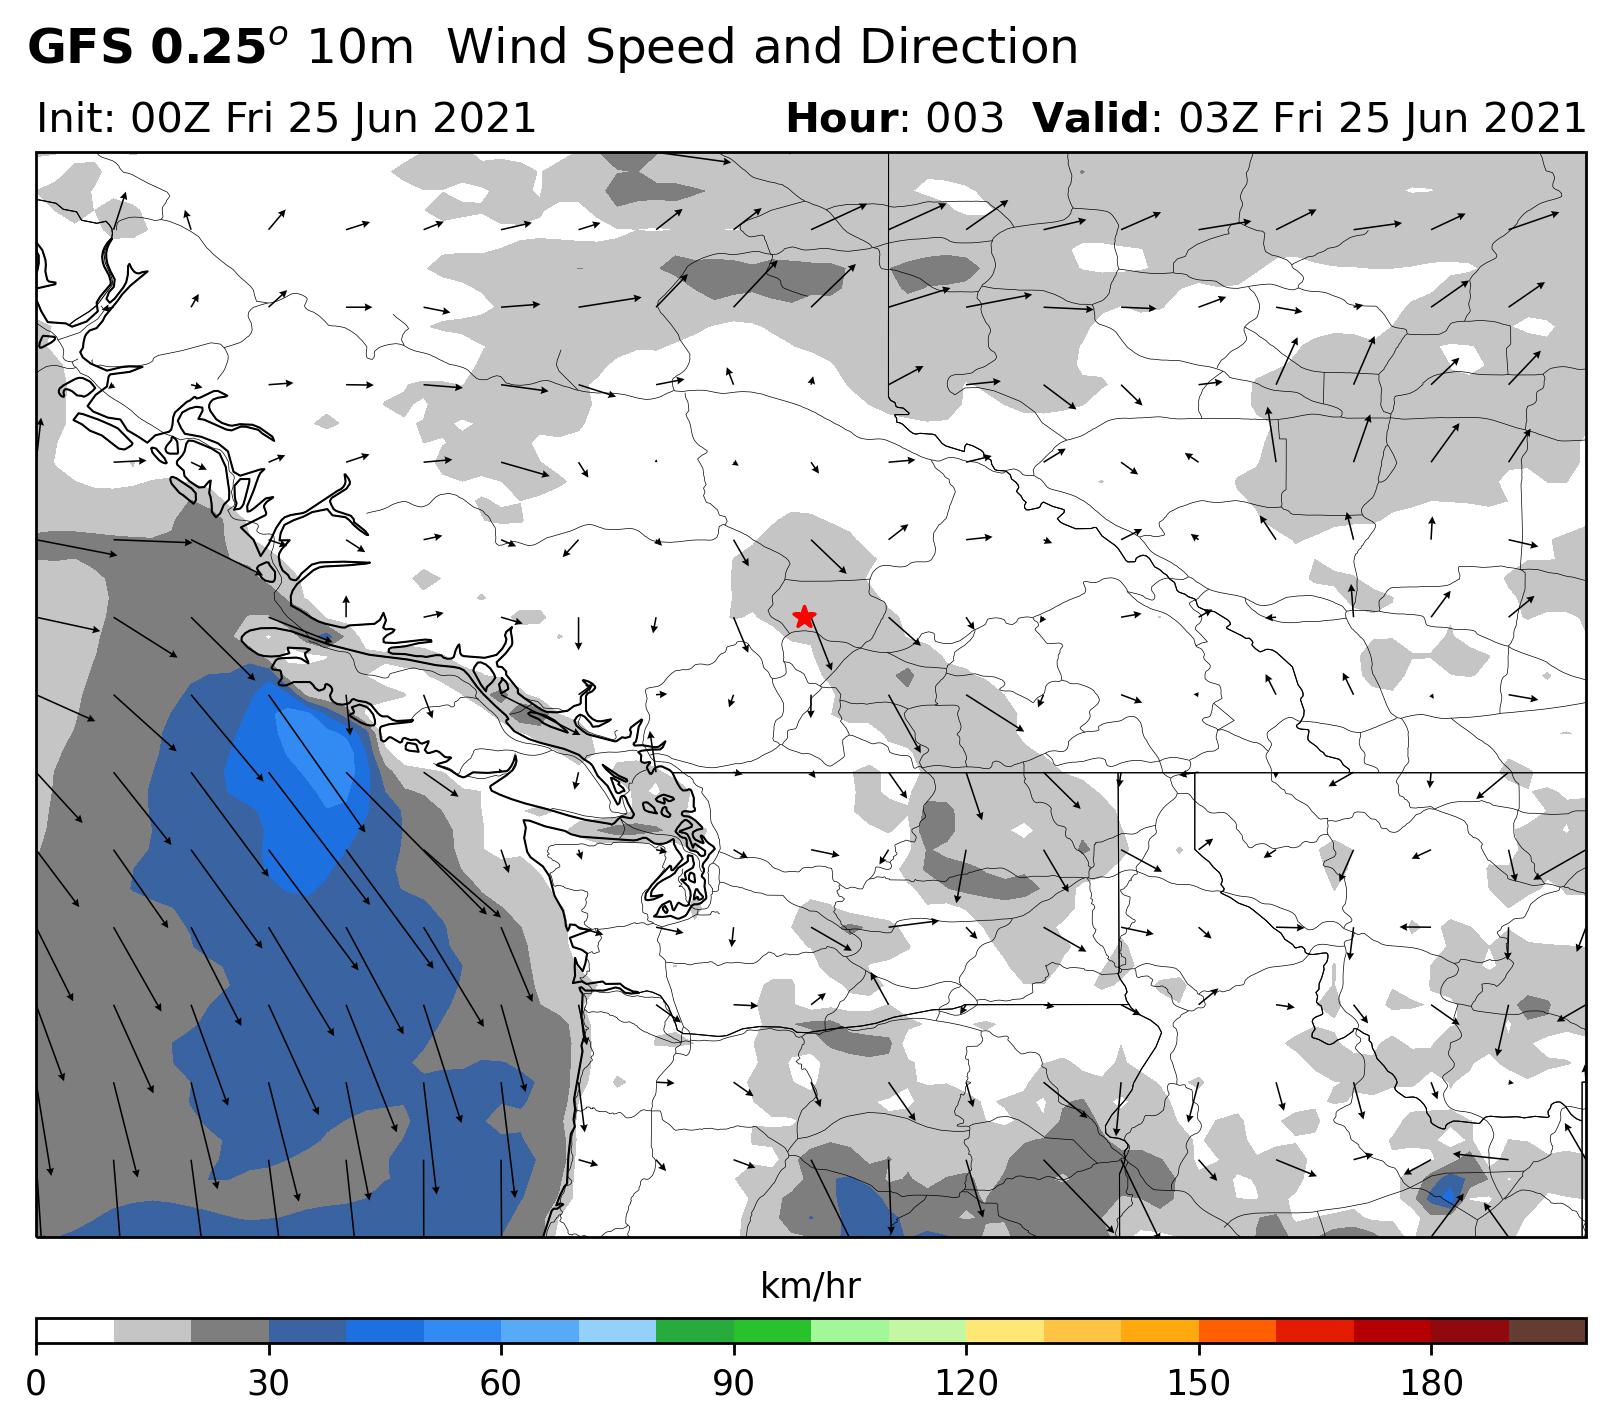 GFS 0.25o 10m Wind Speed and Direction
Init: 00Z Fri 25 Jun 2021 Hour: 003 Valid: 03Z Fri 25 Jun 2021
km/hr
0 30 60 90 120 150 180